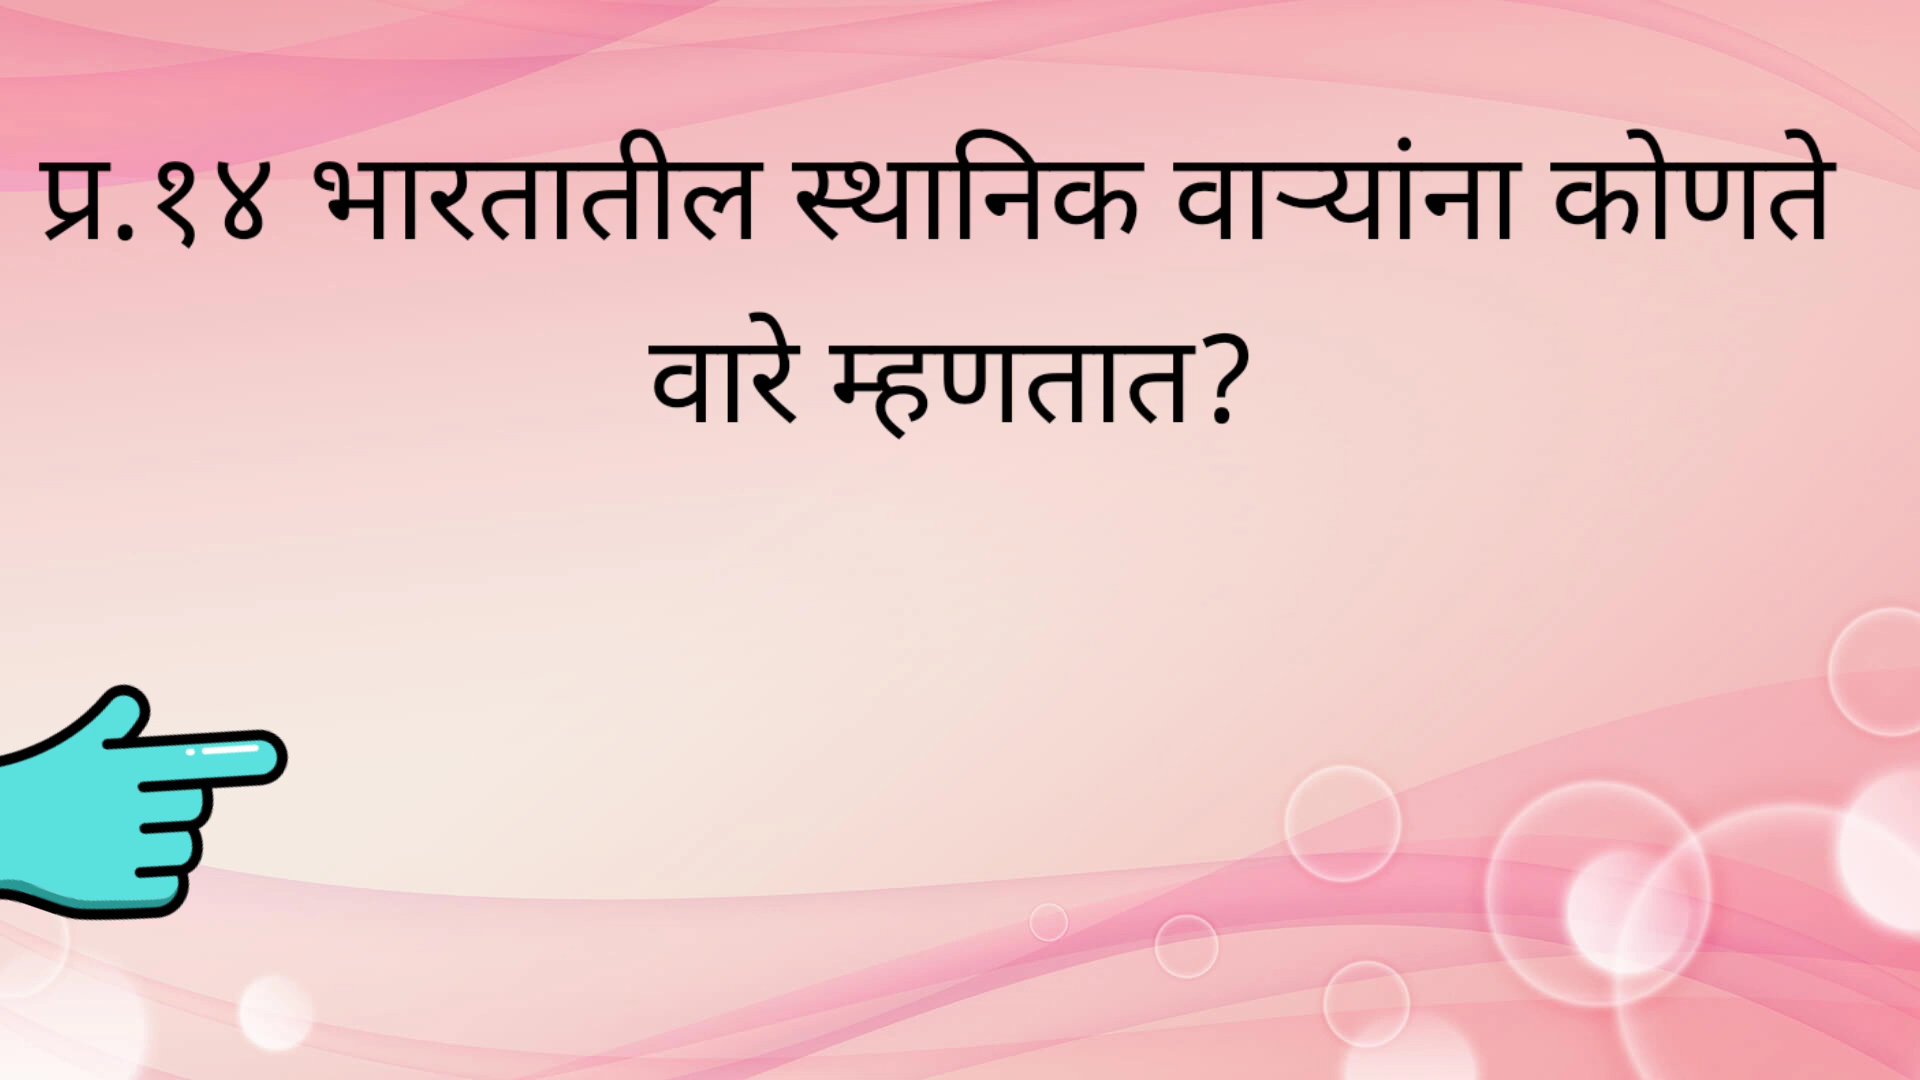 प्र.१४ भारतातील स्थानिक वाऱ्यांना कोणते
वारे म्हणतात?